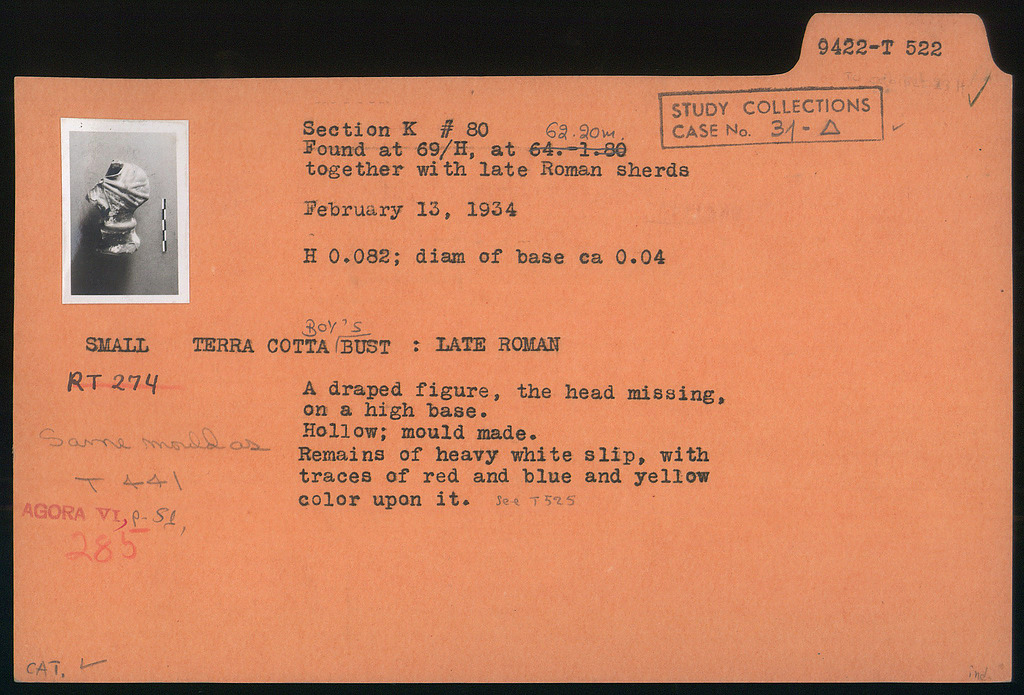 9422-T 522
STUDY COLLECTIONS
CASE No. 31-Δ
Section K # 80 62.20m.
Found at 69/H, at 64.-1.80
together with late Roman sherds
February 13, 1934
H 0.082; diam of base ca 0.04
BOY'S
SMALL TERRA COTTA BUST : LATE ROMAN
RT 274
A draped figure, the head missing,
on a high base.
Hollow; mould made.
Remains of heavy white slip, with
traces of red and blue and yellow
color upon it. See T525
Same mould as
T 441
AGORA VI, p. 51,
285
CAT.
ind.